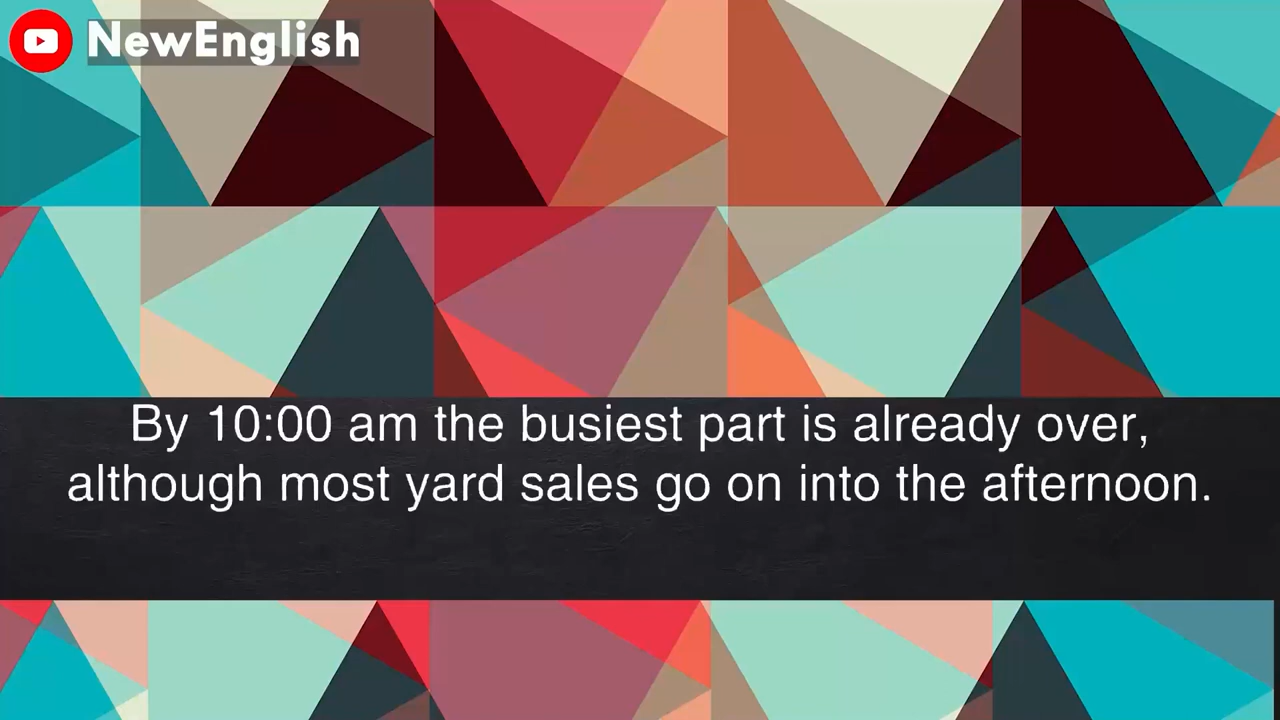 NewEnglish
By 10:00 am the busiest part is already over,
although most yard sales go on into the afternoon.